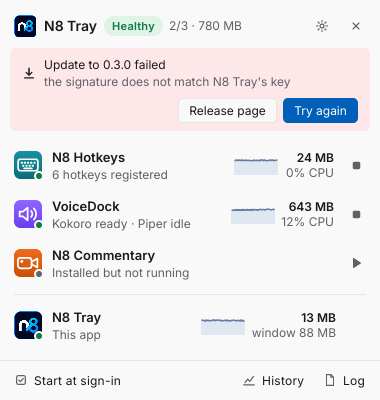 n8 N8 Tray Healthy 2/3 · 780 MB
Update to 0.3.0 failed
the signature does not match N8 Tray's key
Release page Try again
N8 Hotkeys 24 MB
6 hotkeys registered 0% CPU
VoiceDock 643 MB
Kokoro ready · Piper idle 12% CPU
N8 Commentary
Installed but not running
n8 N8 Tray 13 MB
This app window 88 MB
Start at sign-in History Log